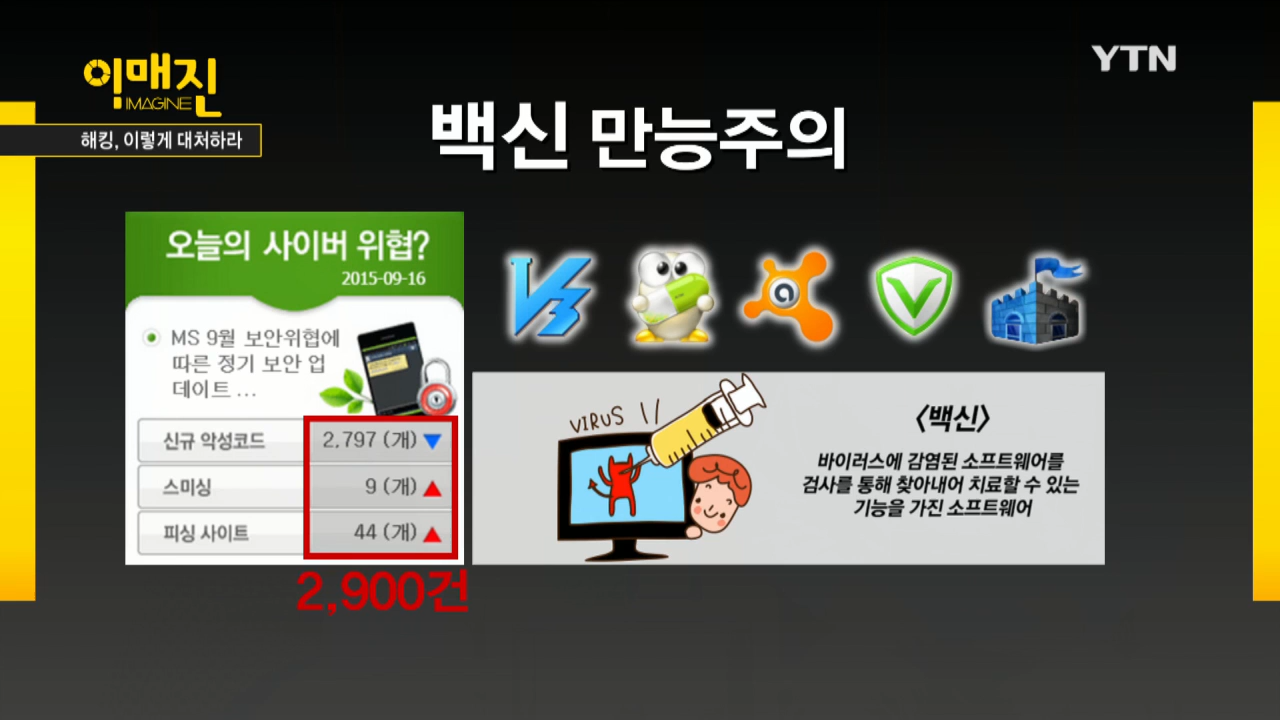 이매진
IMAGINE
YTN
해킹, 이렇게 대처하라
백신 만능주의
오늘의 사이버 위협?
2015-09-16
MS 9월 보안위협에
따른 정기 보안 업
데이트 ...
신규 악성코드 2,797 (개) ▼
스미싱 9 (개) ▲
피싱 사이트 44 (개) ▲
2,900건
V3
a
V
VIRUS
<백신>
바이러스에 감염된 소프트웨어를
검사를 통해 찾아내어 치료할 수 있는
기능을 가진 소프트웨어